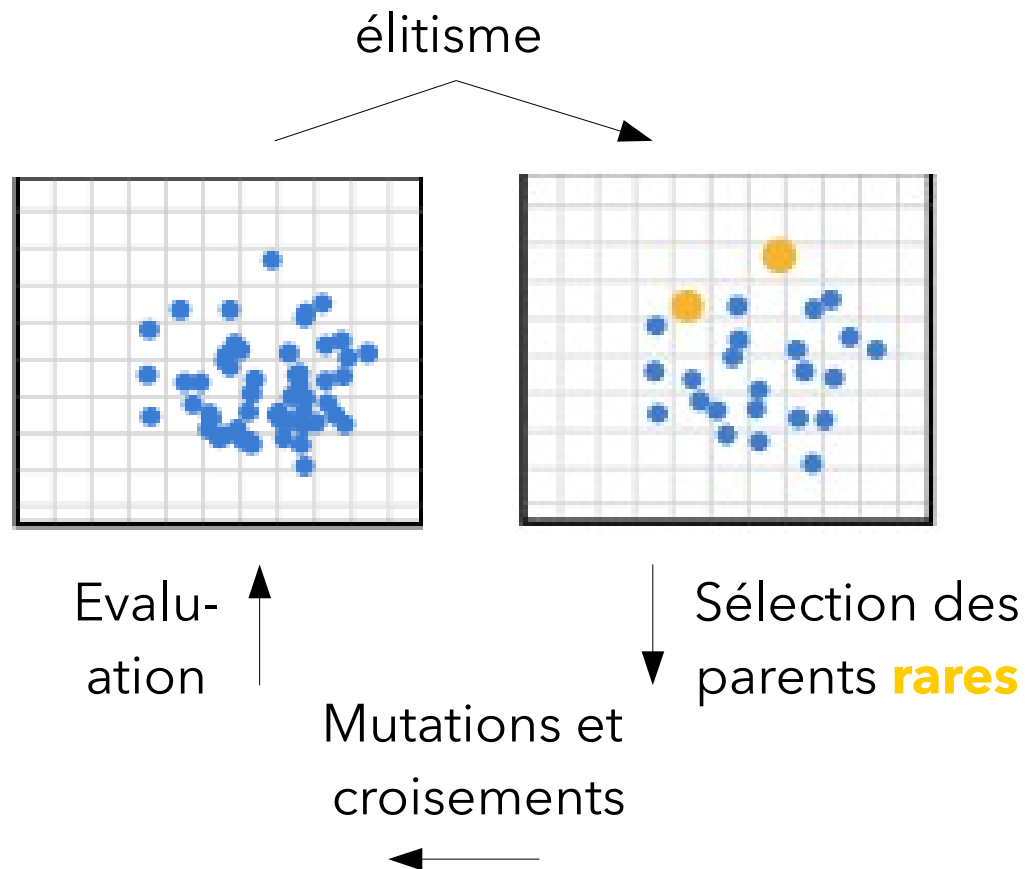 élitisme
Evalu-
ation
Sélection des
parents rares
Mutations et
croisements